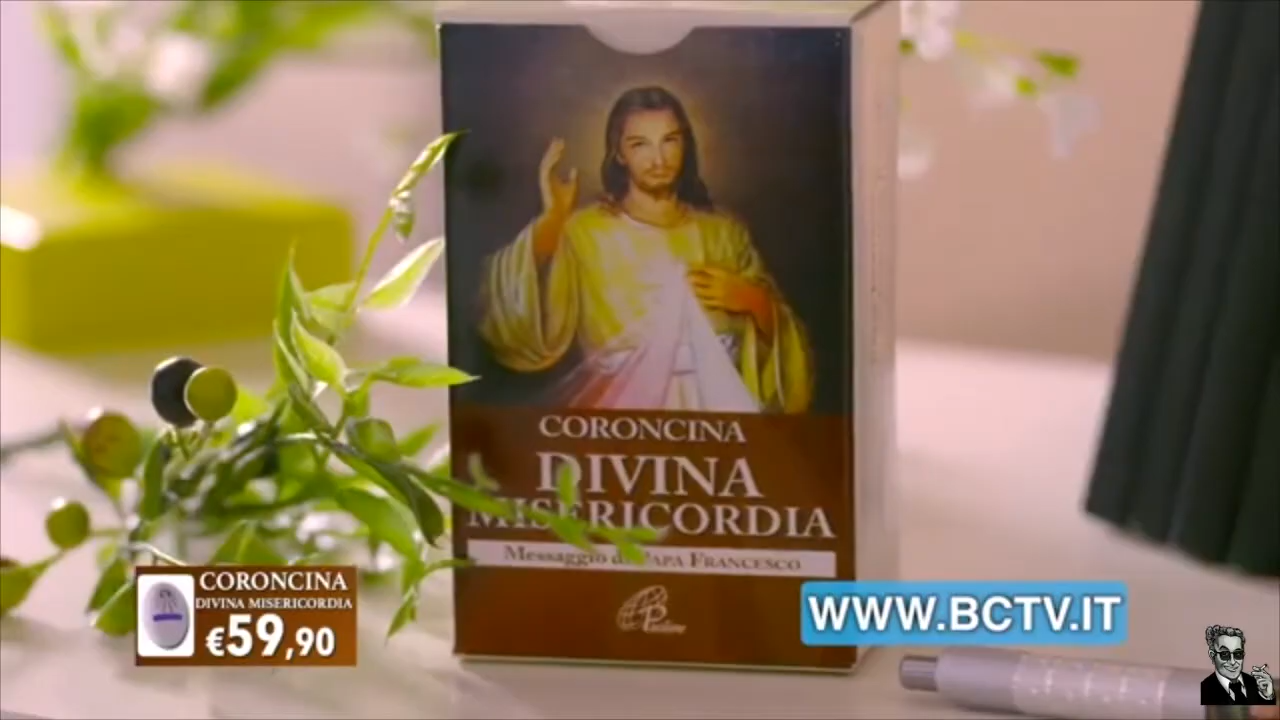 CORONCINA
DIVINA
MISERICORDIA
Messaggio di PAPA FRANCESCO
Paoline
CORONCINA
DIVINA MISERICORDIA
€59,90
WWW.BCTV.IT